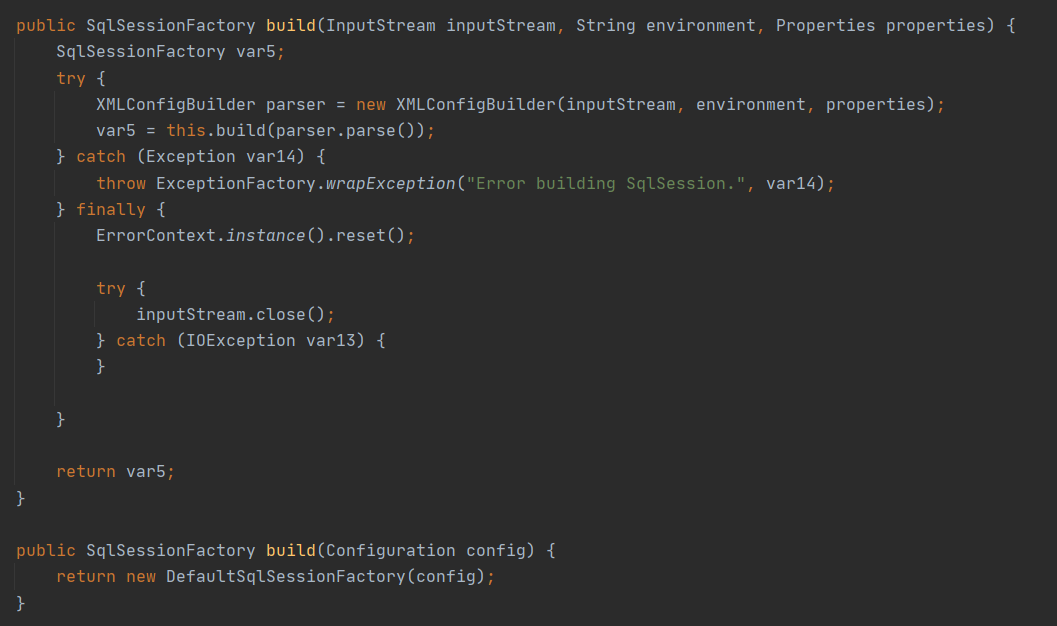 public SqlSessionFactory build(InputStream inputStream, String environment, Properties properties) {
    SqlSessionFactory var5;
    try {
        XMLConfigBuilder parser = new XMLConfigBuilder(inputStream, environment, properties);
        var5 = this.build(parser.parse());
    } catch (Exception var14) {
        throw ExceptionFactory.wrapException("Error building SqlSession.", var14);
    } finally {
        ErrorContext.instance().reset();

        try {
            inputStream.close();
        } catch (IOException var13) {
        }

    }

    return var5;
}

public SqlSessionFactory build(Configuration config) {
    return new DefaultSqlSessionFactory(config);
}